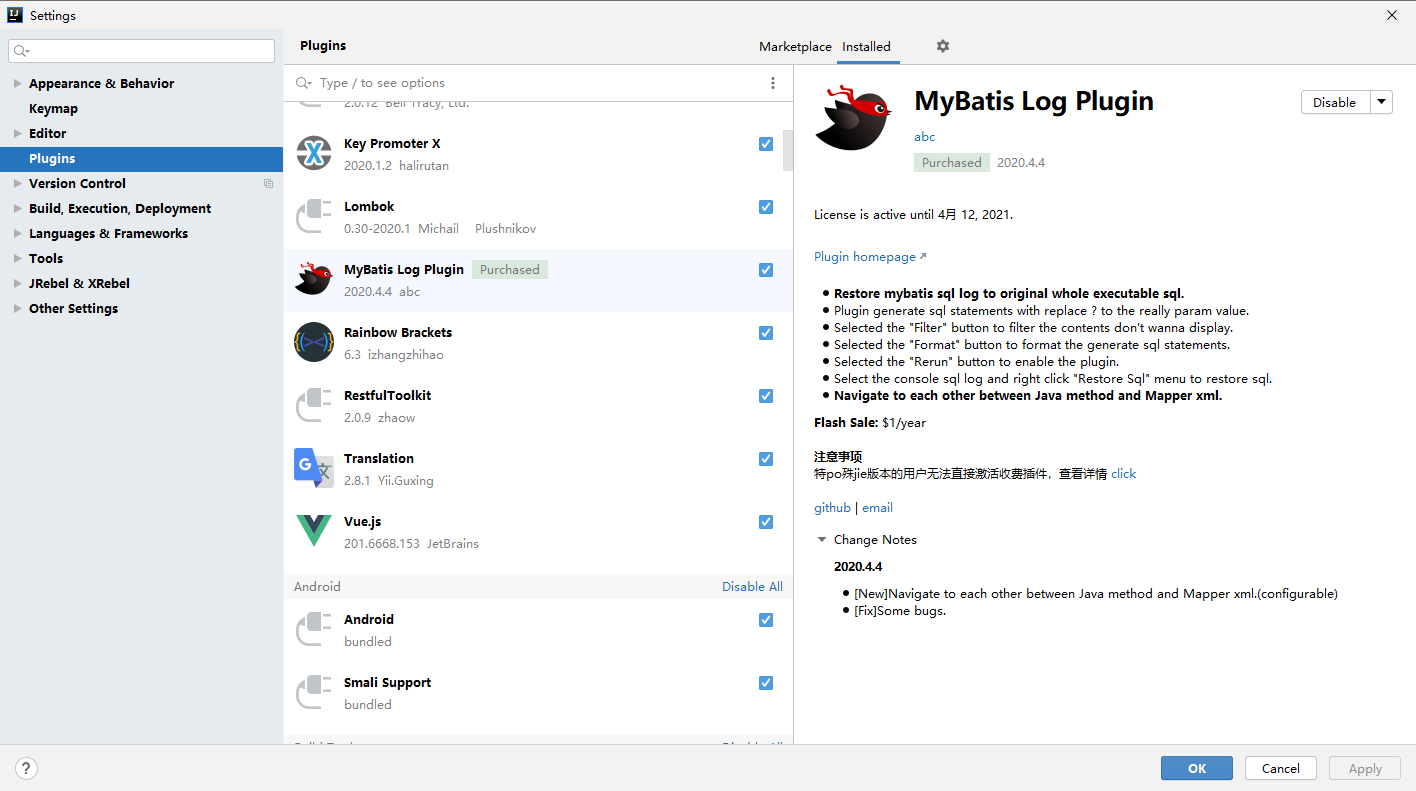 Settings
Plugins
Marketplace Installed
Appearance & Behavior
Keymap
Editor
Plugins
Version Control
Build, Execution, Deployment
Languages & Frameworks
Tools
JRebel & XRebel
Other Settings
Type / to see options
2.0.12 Bell Tracy, Ltd.
Key Promoter X
2020.1.2 halirutan
Lombok
0.30-2020.1 Michail Plushnikov
MyBatis Log Plugin Purchased
2020.4.4 abc
Rainbow Brackets
6.3 izhangzhihao
RestfulToolkit
2.0.9 zhaow
Translation
2.8.1 Yii.Guxing
Vue.js
201.6668.153 JetBrains
Android Disable All
Android
bundled
Smali Support
bundled
MyBatis Log Plugin
Disable
abc
Purchased 2020.4.4
License is active until 4月 12, 2021.
Plugin homepage
Restore mybatis sql log to original whole executable sql.
Plugin generate sql statements with replace ? to the really param value.
Selected the "Filter" button to filter the contents don't wanna display.
Selected the "Format" button to format the generate sql statements.
Selected the "Rerun" button to enable the plugin.
Select the console sql log and right click "Restore Sql" menu to restore sql.
Navigate to each other between Java method and Mapper xml.
Flash Sale: $1/year
注意事项
特po殊jie版本的用户无法直接激活收费插件，查看详情 click
github | email
Change Notes
2020.4.4
[New]Navigate to each other between Java method and Mapper xml.(configurable)
[Fix]Some bugs.
?
OK Cancel Apply